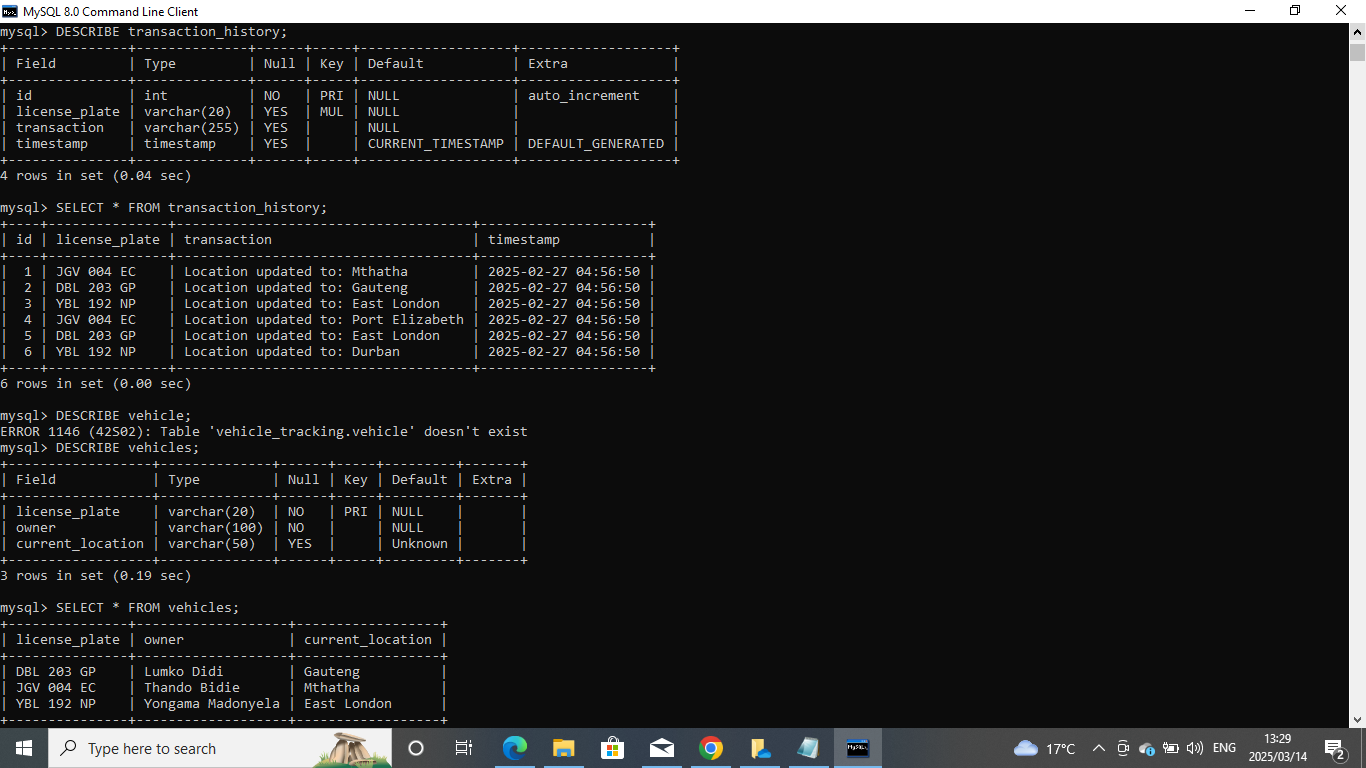 MySQL 8.0 Command Line Client
mysql> DESCRIBE transaction_history;
+---------------+--------------+------+-----+-------------------+-------------------+
| Field         | Type         | Null | Key | Default           | Extra             |
+---------------+--------------+------+-----+-------------------+-------------------+
| id            | int          | NO   | PRI | NULL              | auto_increment    |
| license_plate | varchar(20)  | YES  | MUL | NULL              |                   |
| transaction   | varchar(255) | YES  |     | NULL              |                   |
| timestamp     | timestamp    | YES  |     | CURRENT_TIMESTAMP | DEFAULT_GENERATED |
+---------------+--------------+------+-----+-------------------+-------------------+
4 rows in set (0.04 sec)
mysql> SELECT * FROM transaction_history;
+----+---------------+-------------------------------------+---------------------+
| id | license_plate | transaction                         | timestamp           |
+----+---------------+-------------------------------------+---------------------+
|  1 | JGV 004 EC    | Location updated to: Mthatha        | 2025-02-27 04:56:50 |
|  2 | DBL 203 GP    | Location updated to: Gauteng        | 2025-02-27 04:56:50 |
|  3 | YBL 192 NP    | Location updated to: East London    | 2025-02-27 04:56:50 |
|  4 | JGV 004 EC    | Location updated to: Port Elizabeth | 2025-02-27 04:56:50 |
|  5 | DBL 203 GP    | Location updated to: East London    | 2025-02-27 04:56:50 |
|  6 | YBL 192 NP    | Location updated to: Durban         | 2025-02-27 04:56:50 |
+----+---------------+-------------------------------------+---------------------+
6 rows in set (0.00 sec)
mysql> DESCRIBE vehicle;
ERROR 1146 (42S02): Table 'vehicle_tracking.vehicle' doesn't exist
mysql> DESCRIBE vehicles;
+------------------+--------------+------+-----+---------+-------+
| Field            | Type         | Null | Key | Default | Extra |
+------------------+--------------+------+-----+---------+-------+
| license_plate    | varchar(20)  | NO   | PRI | NULL    |       |
| owner            | varchar(100) | NO   |     | NULL    |       |
| current_location | varchar(50)  | YES  |     | Unknown |       |
+------------------+--------------+------+-----+---------+-------+
3 rows in set (0.19 sec)
mysql> SELECT * FROM vehicles;
+---------------+-------------------+------------------+
| license_plate | owner             | current_location |
+---------------+-------------------+------------------+
| DBL 203 GP    | Lumko Didi        | Gauteng          |
| JGV 004 EC    | Thando Bidie      | Mthatha          |
| YBL 192 NP    | Yongama Madonyela | East London      |
+---------------+-------------------+------------------+
Type here to search
MySQL
17°C
ENG
13:29
2025/03/14
2